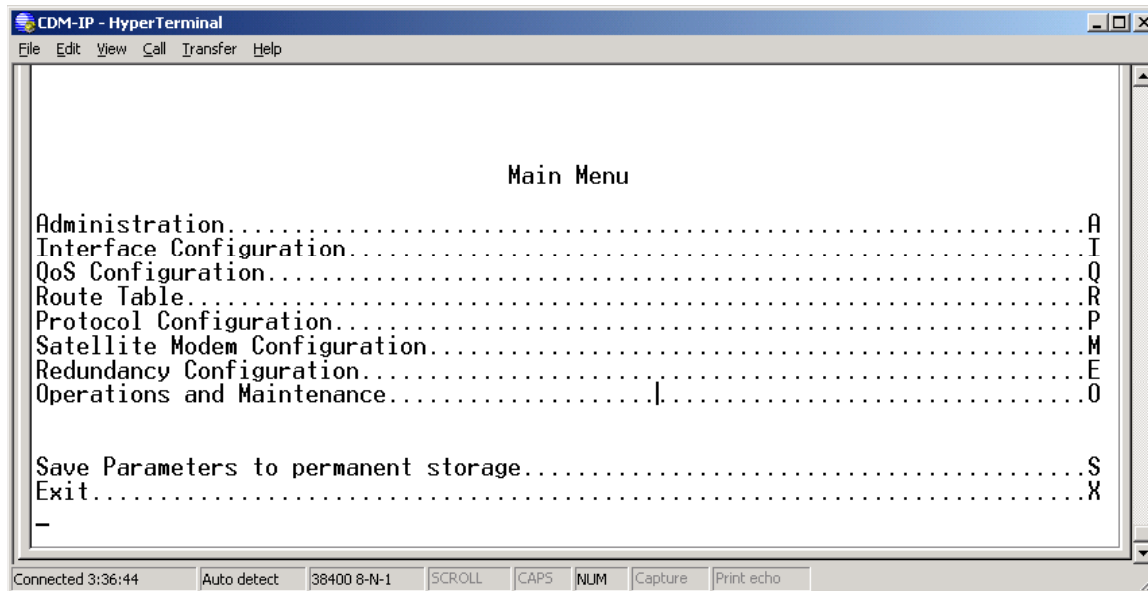 CDM-IP - HyperTerminal
File Edit View Call Transfer Help
Main Menu
Administration................................................................A
Interface Configuration.......................................................I
QoS Configuration.............................................................Q
Route Table...................................................................R
Protocol Configuration........................................................P
Satellite Modem Configuration.................................................M
Redundancy Configuration......................................................E
Operations and Maintenance....................................................O
Save Parameters to permanent storage..........................................S
Exit..........................................................................X
Connected 3:36:44 Auto detect 38400 8-N-1 SCROLL CAPS NUM Capture Print echo